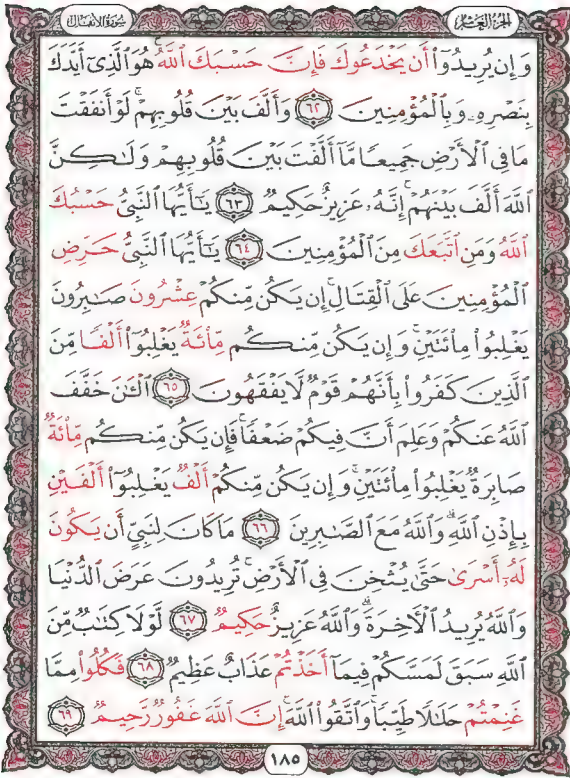 الجزء العاشر
سورة الأنفال
وَإِن يُرِيدُوٓا۟ أَن يَخْدَعُوكَ فَإِنَّ حَسْبَكَ ٱللَّهُ هُوَ ٱلَّذِىٓ أَيَّدَكَ
بِنَصْرِهِۦ وَبِٱلْمُؤْمِنِينَ ٦٢ وَأَلَّفَ بَيْنَ قُلُوبِهِمْ ۚ لَوْ أَنفَقْتَ
مَا فِى ٱلْأَرْضِ جَمِيعًا مَّآ أَلَّفْتَ بَيْنَ قُلُوبِهِمْ وَلَٰكِنَّ
ٱللَّهَ أَلَّفَ بَيْنَهُمْ ۚ إِنَّهُۥ عَزِيزٌ حَكِيمٌ ٦٣ يَٰٓأَيُّهَا ٱلنَّبِىُّ حَسْبُكَ
ٱللَّهُ وَمَنِ ٱتَّبَعَكَ مِنَ ٱلْمُؤْمِنِينَ ٦٤ يَٰٓأَيُّهَا ٱلنَّبِىُّ حَرِّضِ
ٱلْمُؤْمِنِينَ عَلَى ٱلْقِتَالِ ۚ إِن يَكُن مِّنكُمْ عِشْرُونَ صَٰبِرُونَ
يَغْلِبُوا۟ مِا۟ئَتَيْنِ ۚ وَإِن يَكُن مِّنكُم مِّا۟ئَةٌ يَغْلِبُوٓا۟ أَلْفًا مِّنَ
ٱلَّذِينَ كَفَرُوا۟ بِأَنَّهُمْ قَوْمٌ لَّا يَفْقَهُونَ ٦٥ ٱلْـَٰٔنَ خَفَّفَ
ٱللَّهُ عَنكُمْ وَعَلِمَ أَنَّ فِيكُمْ ضَعْفًا ۚ فَإِن يَكُن مِّنكُم مِّا۟ئَةٌ
صَابِرَةٌ يَغْلِبُوا۟ مِا۟ئَتَيْنِ ۚ وَإِن يَكُن مِّنكُمْ أَلْفٌ يَغْلِبُوٓا۟ أَلْفَيْنِ
بِإِذْنِ ٱللَّهِ ۗ وَٱللَّهُ مَعَ ٱلصَّٰبِرِينَ ٦٦ مَا كَانَ لِنَبِىٍّ أَن يَكُونَ
لَهُۥٓ أَسْرَىٰ حَتَّىٰ يُثْخِنَ فِى ٱلْأَرْضِ ۚ تُرِيدُونَ عَرَضَ ٱلدُّنْيَا
وَٱللَّهُ يُرِيدُ ٱلْءَاخِرَةَ ۗ وَٱللَّهُ عَزِيزٌ حَكِيمٌ ٦٧ لَّوْلَا كِتَٰبٌ مِّنَ
ٱللَّهِ سَبَقَ لَمَسَّكُمْ فِيمَآ أَخَذْتُمْ عَذَابٌ عَظِيمٌ ٦٨ فَكُلُوا۟ مِمَّا
غَنِمْتُمْ حَلَٰلًا طَيِّبًا ۚ وَٱتَّقُوا۟ ٱللَّهَ ۚ إِنَّ ٱللَّهَ غَفُورٌ رَّحِيمٌ ٦٩
١٨٥